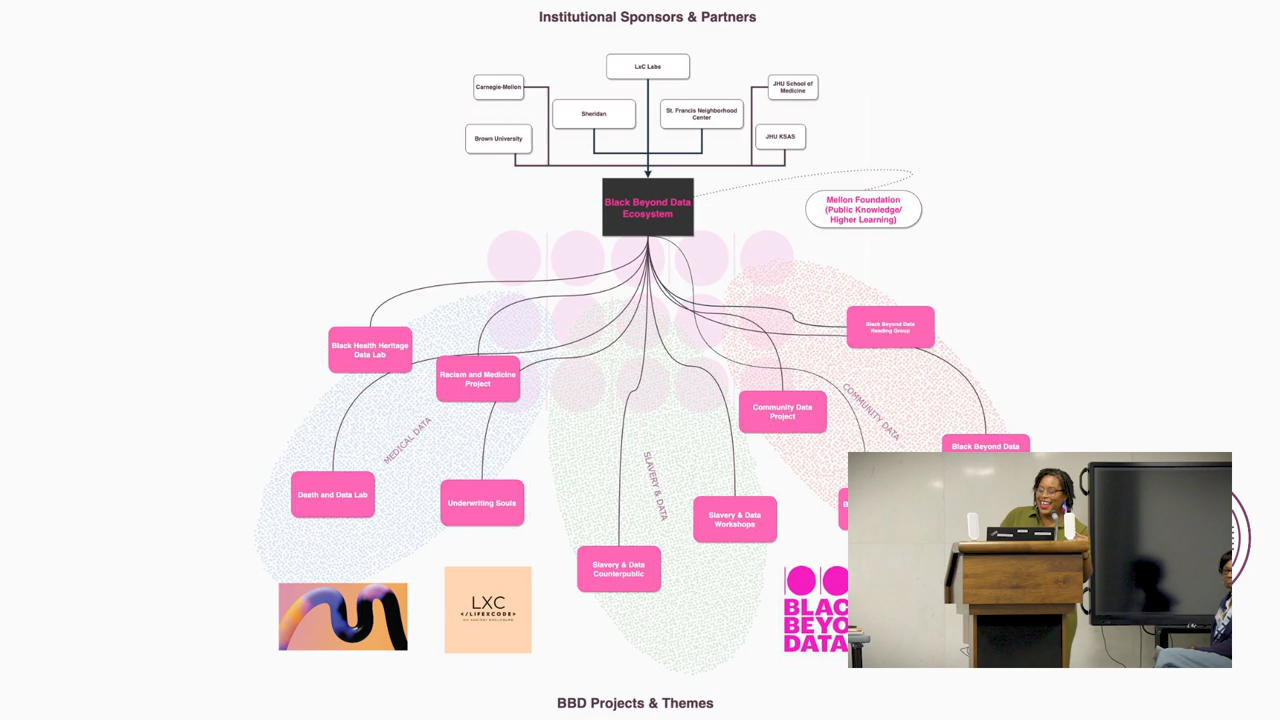 Institutional Sponsors & Partners
LxC Labs
Carnegie-Mellon
JHU School of
Medicine
Sheridan
St. Francis Neighborhood
Center
Brown University
JHU KSAS
Black Beyond Data
Ecosystem
Mellon Foundation
(Public Knowledge/
Higher Learning)
Black Beyond Data
Reading Group
Black Health Heritage
Data Lab
Racism and Medicine
Project
Community Data
Project
COMMUNITY DATA
MEDICAL DATA
Black Beyond Data
SLAVERY & DATA
Death and Data Lab
Underwriting Souls
Slavery & Data
Workshops
B
Slavery & Data
Counterpublic
LXC
</LIFEXCODE>
BLAC
BEYO
DATA
BBD Projects & Themes